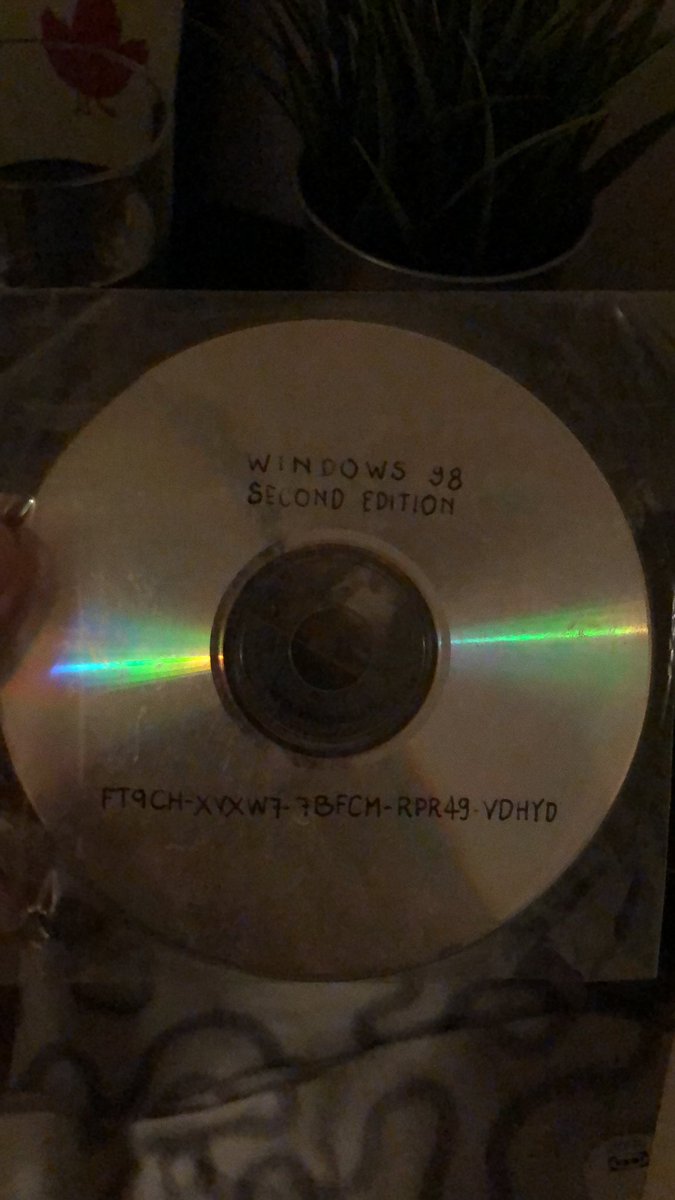 WINDOWS 98
SECOND EDITION
FT9CH-XVXW7-7BFCM-RPR49-VDHYD